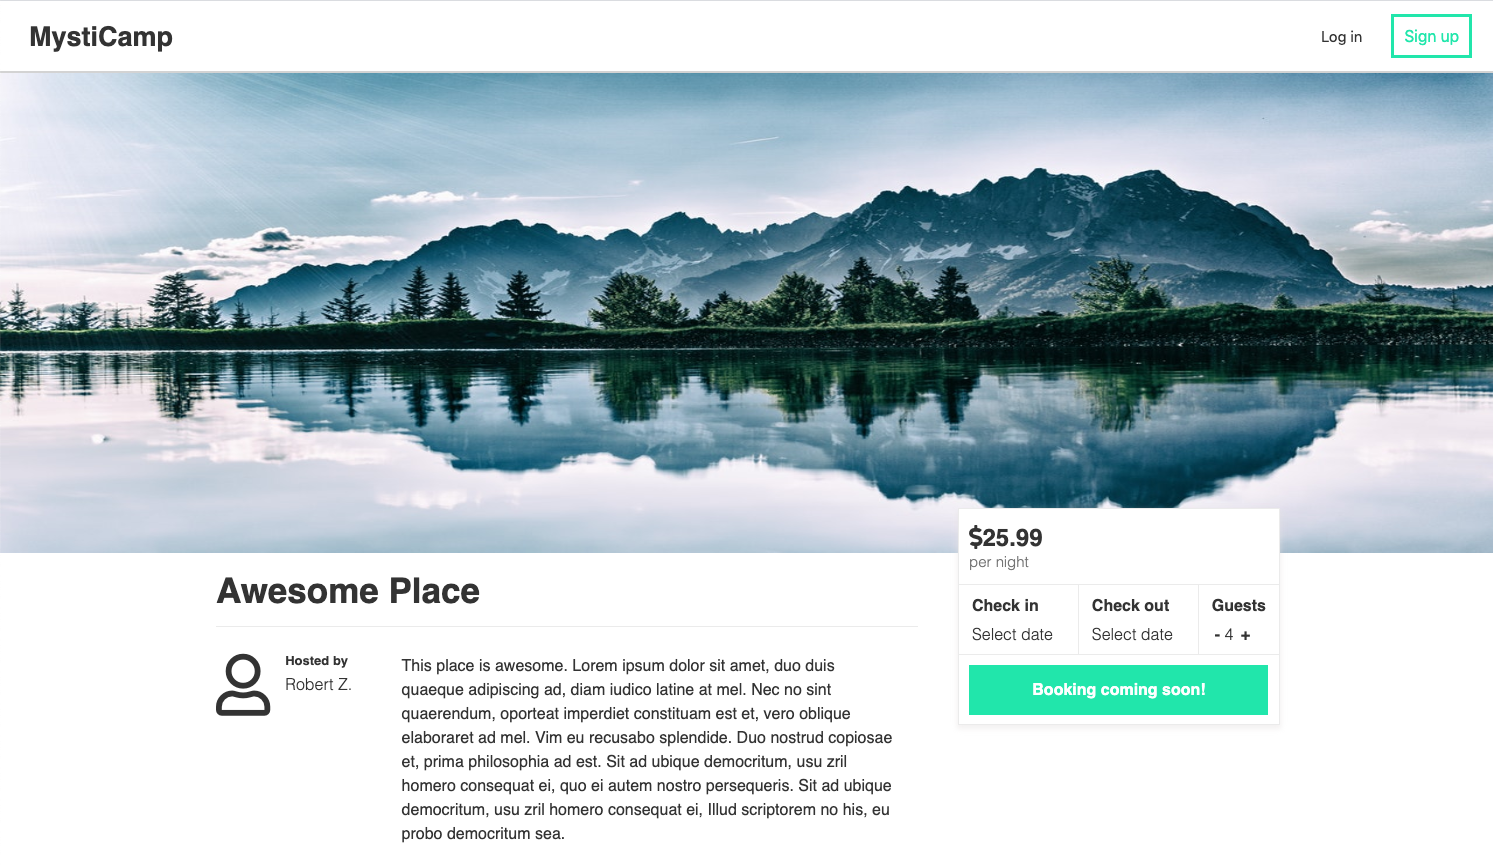 MystiCamp
Log in
Sign up
$25.99
per night
Check in
Check out
Guests
Select date
Select date
- 4 +
Booking coming soon!
Awesome Place
Hosted by
Robert Z.
This place is awesome. Lorem ipsum dolor sit amet, duo duis
quaeque adipiscing ad, diam iudico latine at mel. Nec no sint
quaerendum, oporteat imperdiet constituam est et, vero oblique
elaboraret ad mel. Vim eu recusabo splendide. Duo nostrud copiosae
et, prima philosophia ad est. Sit ad ubique democritum, usu zril
homero consequat ei, quo ei autem nostro persequeris. Sit ad ubique
democritum, usu zril homero consequat ei, Illud scriptorem no his, eu
probo democritum sea.